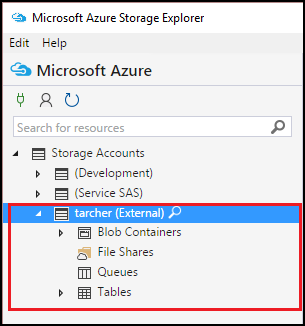 Microsoft Azure Storage Explorer
Edit Help
Microsoft Azure
Search for resources
Storage Accounts
(Development)
(Service SAS)
tarcher (External)
Blob Containers
File Shares
Queues
Tables